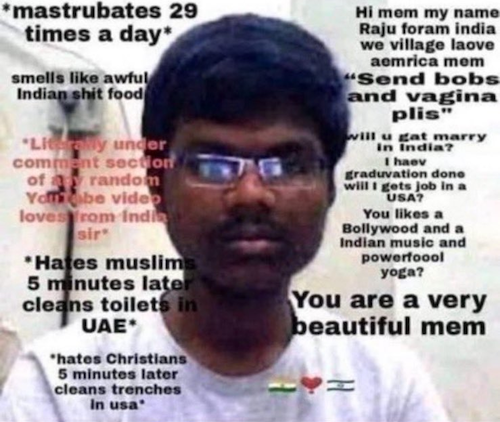 *mastrubates 29
times a day*
smells like awful
Indian shit food
*Literally under
comment section
of any random
YouTube video
loves from India
sir*
*Hates muslims
5 minutes later
cleans toilets in
UAE*
*hates Christians
5 minutes later
cleans trenches
in usa*
Hi mem my name
Raju foram india
we village laove
aemrica mem
“Send bobs
and vagina
plis"
will u gat marry
in India?
I haev
graduvation done
will I gets job in a
USA?
You likes a
Bollywood and a
Indian music and
powerfoool
yoga?
You are a very
beautiful mem